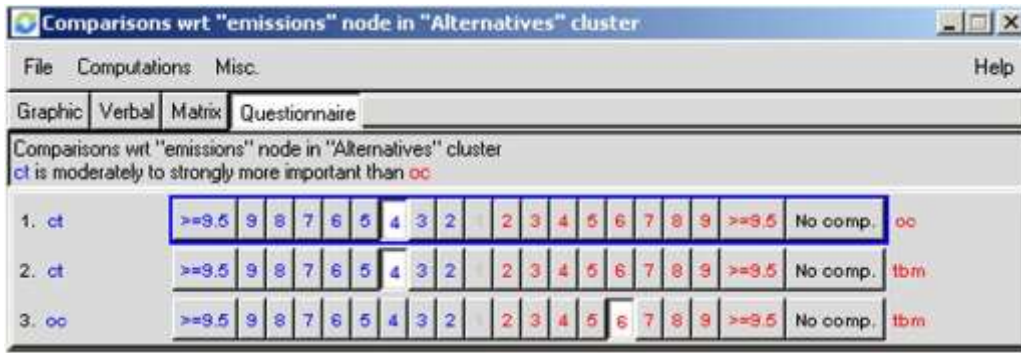 Comparisons wrt "emissions" node in "Alternatives" cluster
File Computations Misc. Help
Graphic Verbal Matrix Questionnaire
Comparisons wrt "emissions" node in "Alternatives" cluster
ct is moderately to strongly more important than oc
1. ct >=9.5 9 8 7 6 5 4 3 2 1 2 3 4 5 6 7 8 9 >=9.5 No comp. oc
2. ct >=9.5 9 8 7 6 5 4 3 2 1 2 3 4 5 6 7 8 9 >=9.5 No comp. tbm
3. oc >=9.5 9 8 7 6 5 4 3 2 1 2 3 4 5 6 7 8 9 >=9.5 No comp. tbm